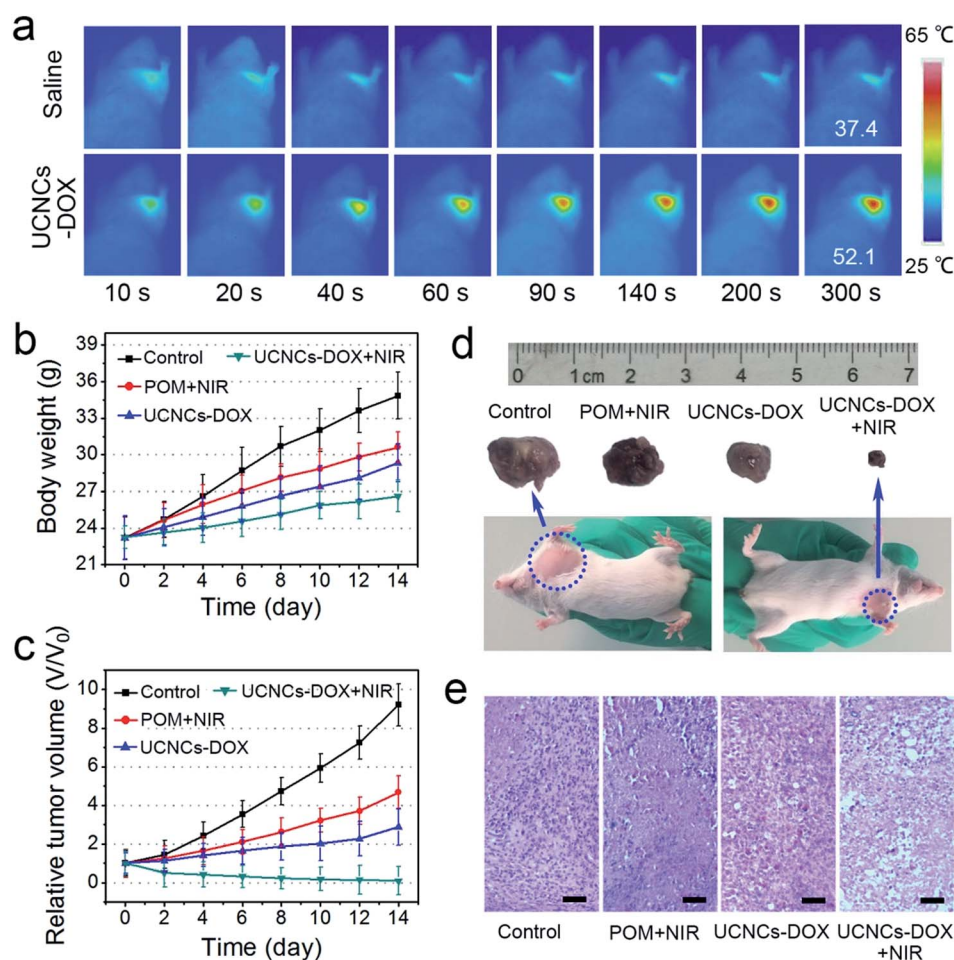 a
65 ℃
Saline
37.4
UCNCs
-DOX
52.1
25 ℃
10 s 20 s 40 s 60 s 90 s 140 s 200 s 300 s
b
Body weight (g)
39
36
33
30
27
24
21
Control
UCNCs-DOX+NIR
POM+NIR
UCNCs-DOX
0 2 4 6 8 10 12 14
Time (day)
c
Relative tumor volume (V/V₀)
10
8
6
4
2
0
Control
UCNCs-DOX+NIR
POM+NIR
UCNCs-DOX
0 2 4 6 8 10 12 14
Time (day)
d
0 1 cm 2 3 4 5 6 7
Control
POM+NIR
UCNCs-DOX
UCNCs-DOX
+NIR
e
Control
POM+NIR
UCNCs-DOX
UCNCs-DOX
+NIR